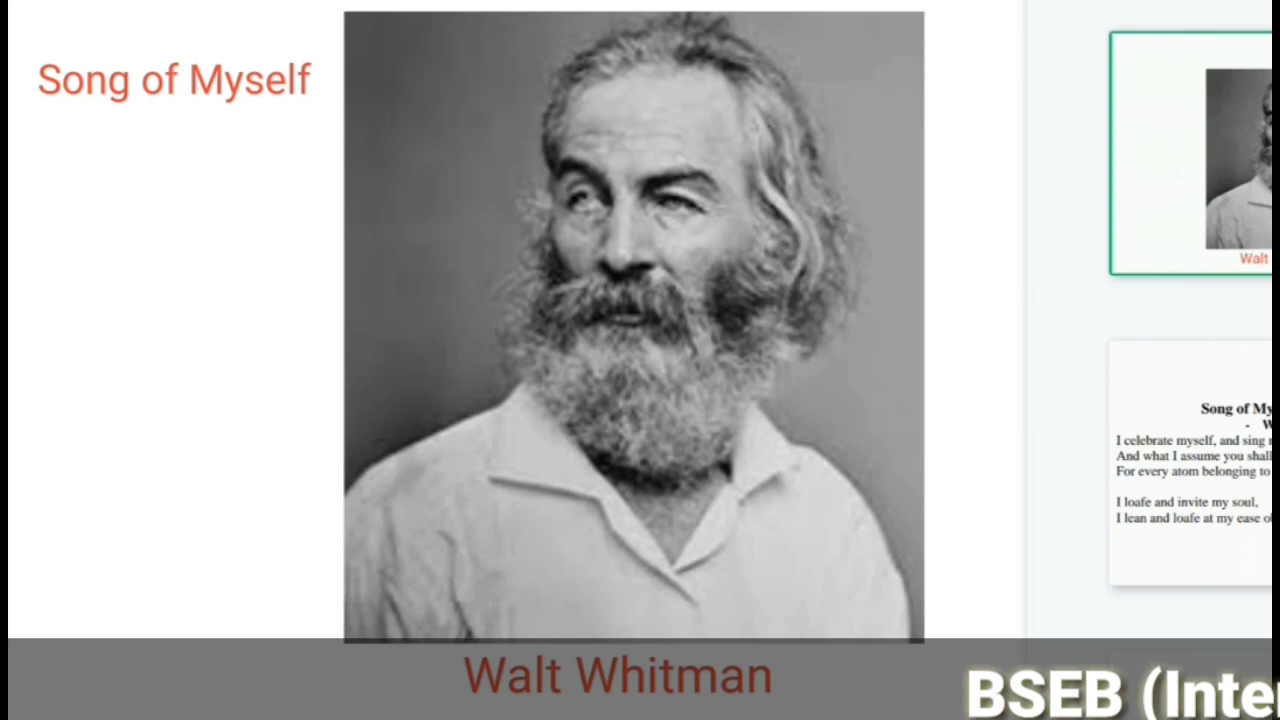 Song of Myself
Walt Whitman
Walt
Song of My
- W
I celebrate myself, and sing
And what I assume you shall
For every atom belonging to
I loafe and invite my soul,
I lean and loafe at my ease
BSEB (Inter